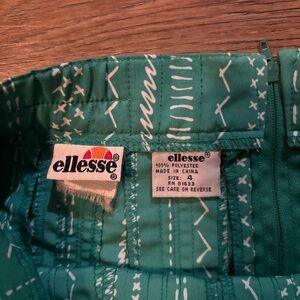 ellesse®
ellesse®
100% POLYESTER
MADE IN CHINA
SIZE: 4
RN 91633
SEE CARE ON REVERSE